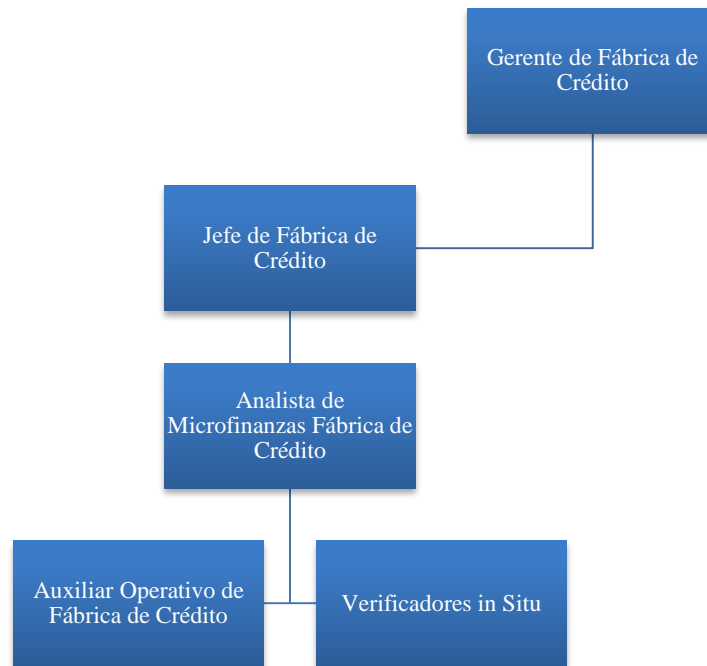 Gerente de Fábrica de
Crédito
Jefe de Fábrica de
Crédito
Analista de
Microfinanzas Fábrica de
Crédito
Auxiliar Operativo de
Fábrica de Crédito
Verificadores in Situ